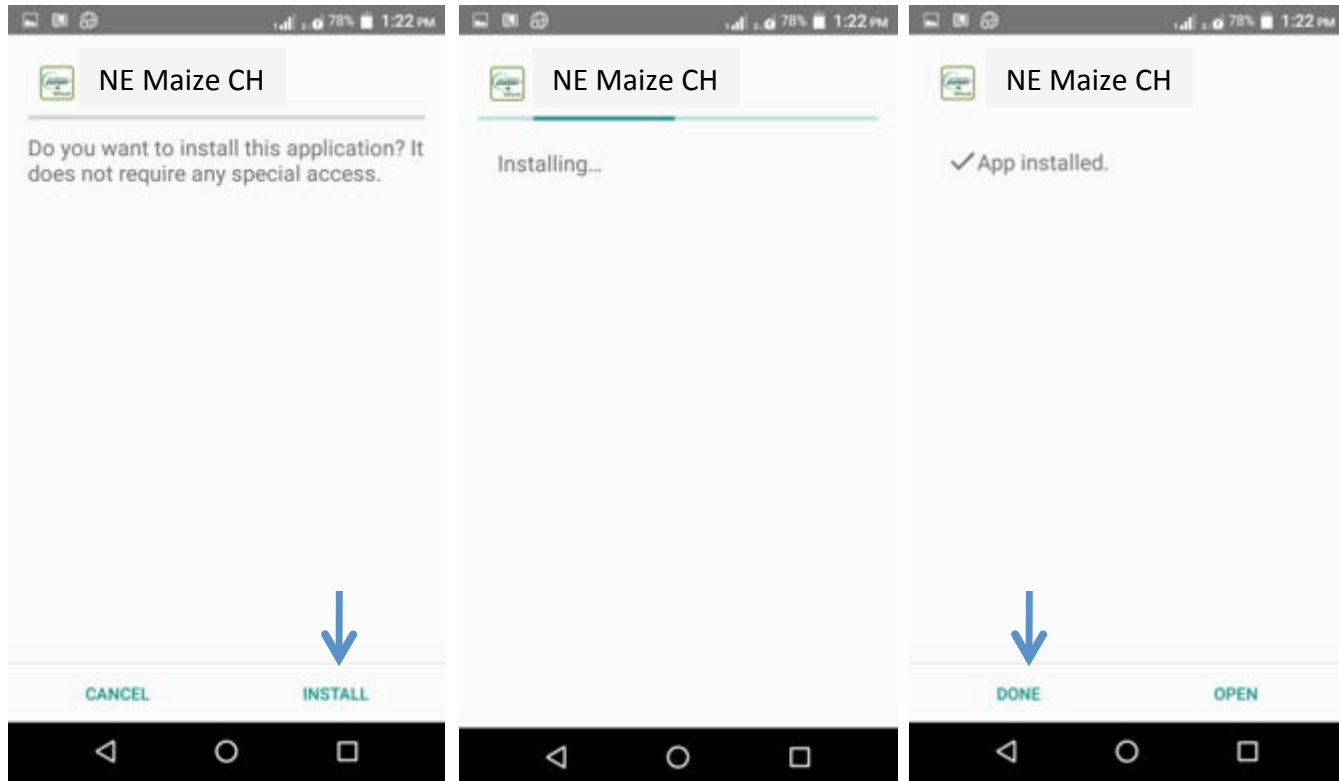 78% 1:22 PM
NE Maize CH
Do you want to install this application? It
does not require any special access.
CANCEL INSTALL
78% 1:22 PM
NE Maize CH
Installing...
78% 1:22 PM
NE Maize CH
App installed.
DONE OPEN